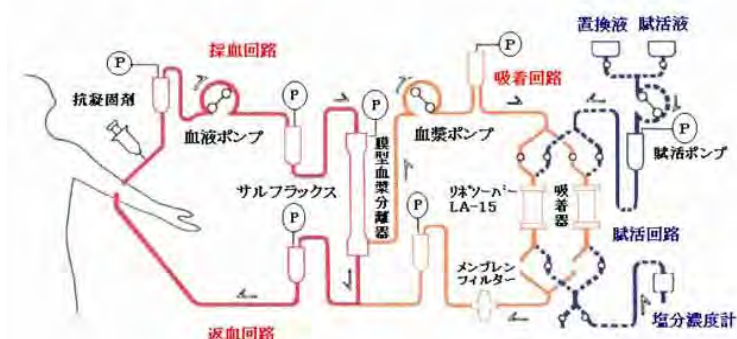 置換液 賦活液
P
採血回路
P
P
吸着回路
抗凝固剤
P
P
血液ポンプ
血漿ポンプ
P
賦活ポンプ
サルフラックス
膜型血漿分離器
リポソーバー
LA-15
吸着器
P
P
賦活回路
メンブレン
フィルター
塩分濃度計
返血回路